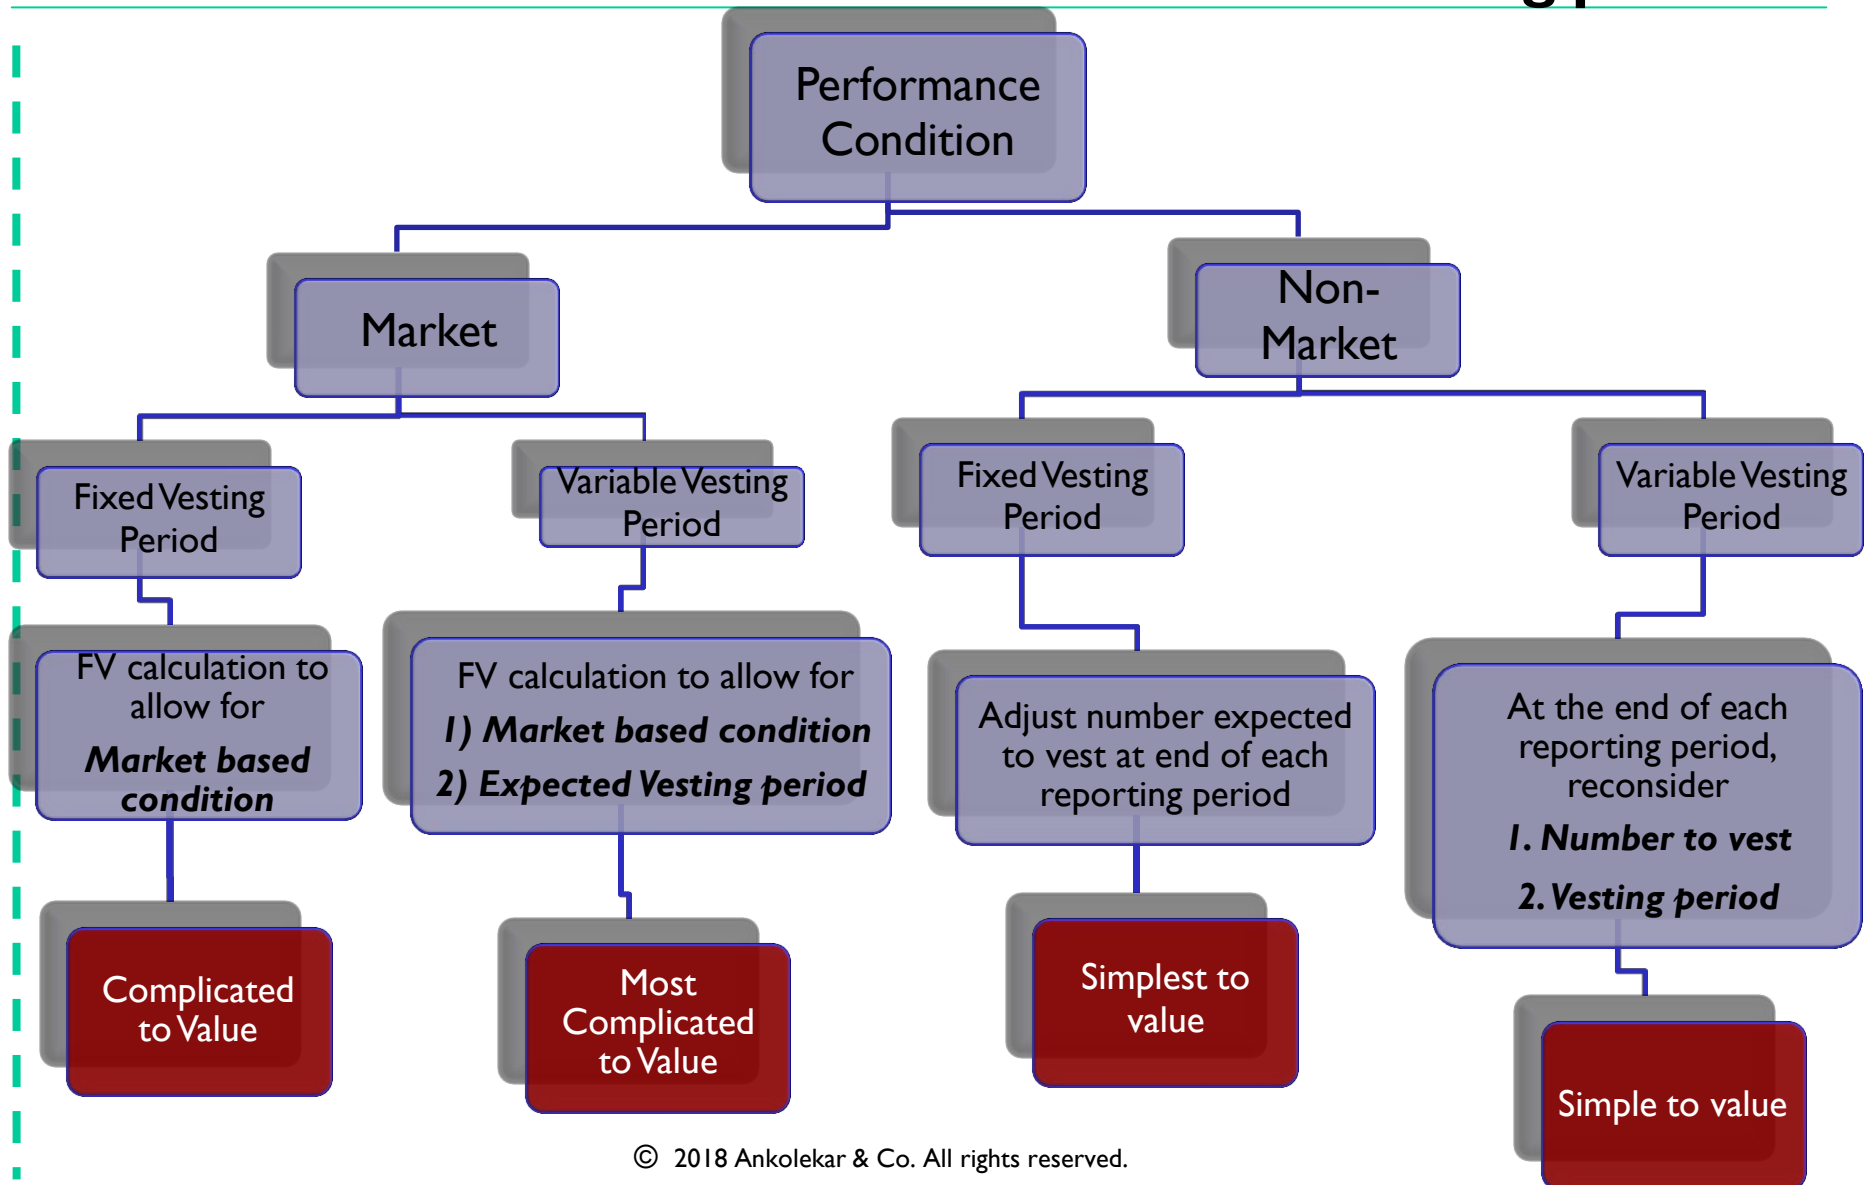 Performance
Condition
Market
Non-
Market
Fixed Vesting
Period
Variable Vesting
Period
Fixed Vesting
Period
Variable Vesting
Period
FV calculation to
allow for
Market based
condition
FV calculation to allow for
1) Market based condition
2) Expected Vesting period
Adjust number expected
to vest at end of each
reporting period
At the end of each
reporting period,
reconsider
1. Number to vest
2. Vesting period
Complicated
to Value
Most
Complicated
to Value
Simplest to
value
Simple to value
© 2018 Ankolekar & Co. All rights reserved.